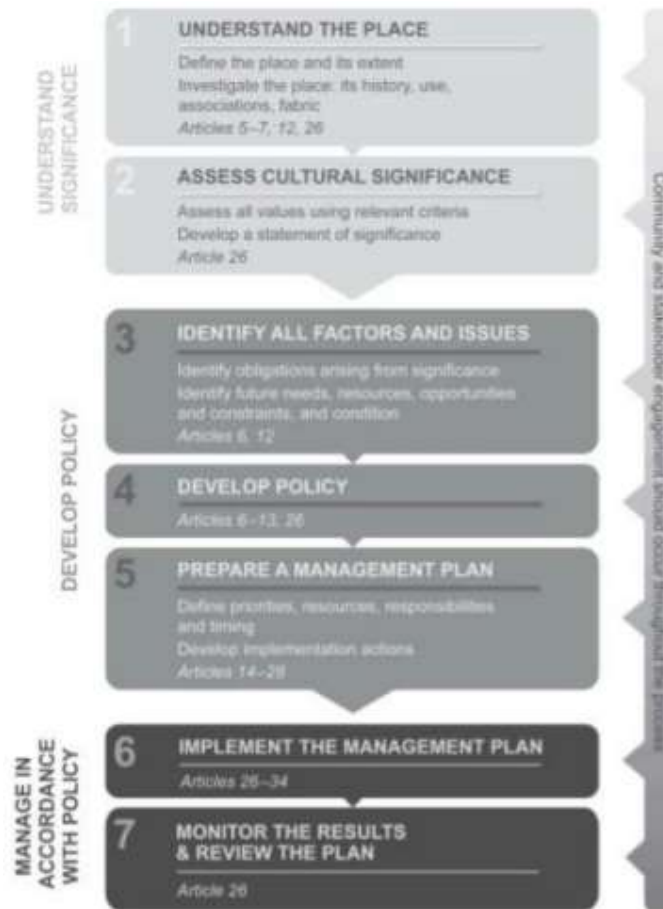 UNDERSTAND
SIGNIFICANCE
1
UNDERSTAND THE PLACE
Define the place and its extent
Investigate the place: its history, use,
associations, fabric
Articles 5–7, 12, 26
2
ASSESS CULTURAL SIGNIFICANCE
Assess all values using relevant criteria
Develop a statement of significance
Article 26
DEVELOP POLICY
3
IDENTIFY ALL FACTORS AND ISSUES
Identify obligations arising from significance
Identify future needs, resources, opportunities
and constraints, and condition
Articles 6, 12
4
DEVELOP POLICY
Articles 6–13, 26
5
PREPARE A MANAGEMENT PLAN
Define priorities, resources, responsibilities
and timing
Develop implementation actions
Articles 14–28
MANAGE IN
ACCORDANCE
WITH POLICY
6
IMPLEMENT THE MANAGEMENT PLAN
Articles 26–34
7
MONITOR THE RESULTS
& REVIEW THE PLAN
Article 26
Community and stakeholder engagement should occur throughout the process